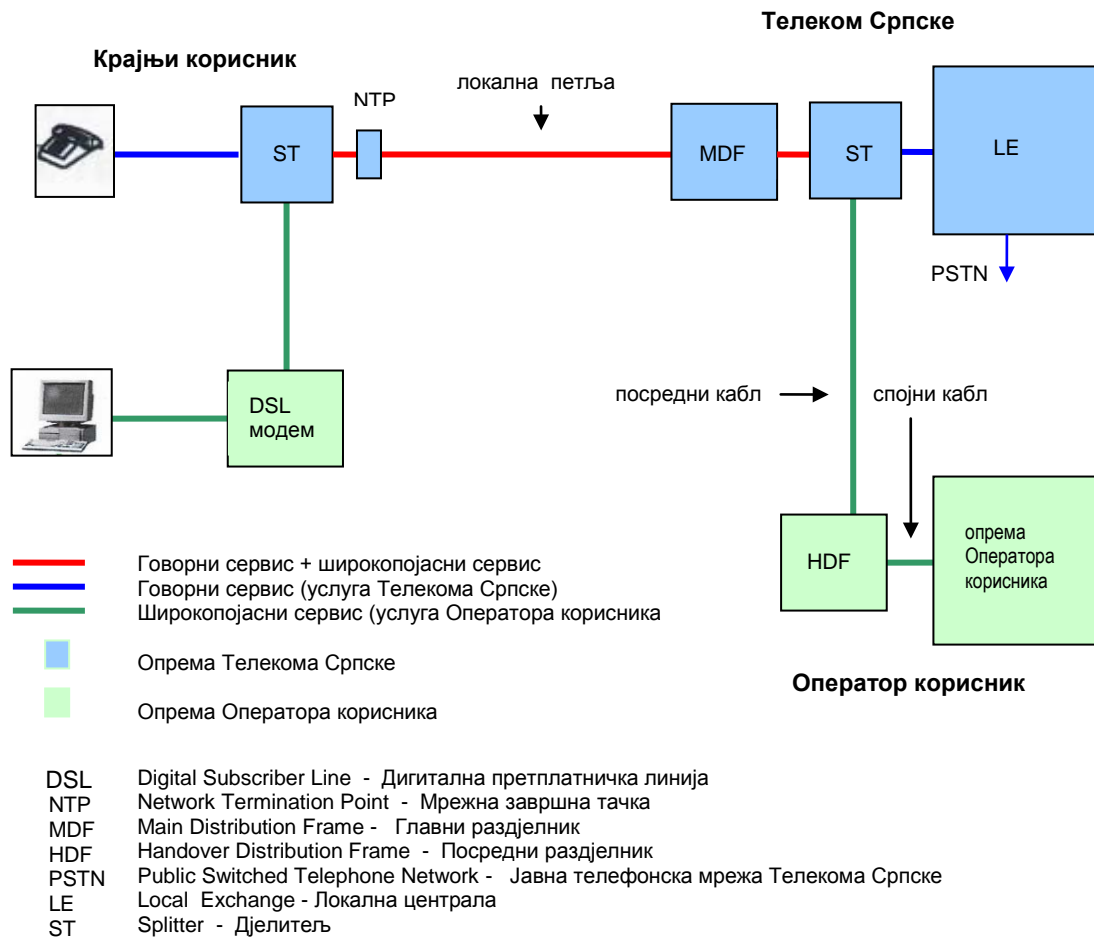 Телеком Српске
Крајњи корисник
локална петља
NTP
ST
MDF
ST
LE
PSTN
DSL
модем
посредни кабл
спојни кабл
HDF
опрема
Оператора
корисника
Оператор корисник
Говорни сервис + широкопојасни сервис
Говорни сервис (услуга Телекома Српске)
Широкопојасни сервис (услуга Оператора корисника
Опрема Телекома Српске
Опрема Оператора корисника
DSL Digital Subscriber Line - Дигитална претплатничка линија
NTP Network Termination Point - Мрежна завршна тачка
MDF Main Distribution Frame - Главни раздјелник
HDF Handover Distribution Frame - Посредни раздјелник
PSTN Public Switched Telephone Network - Јавна телефонска мрежа Телекома Српске
LE Local Exchange - Локална централа
ST Splitter - Дјелитељ